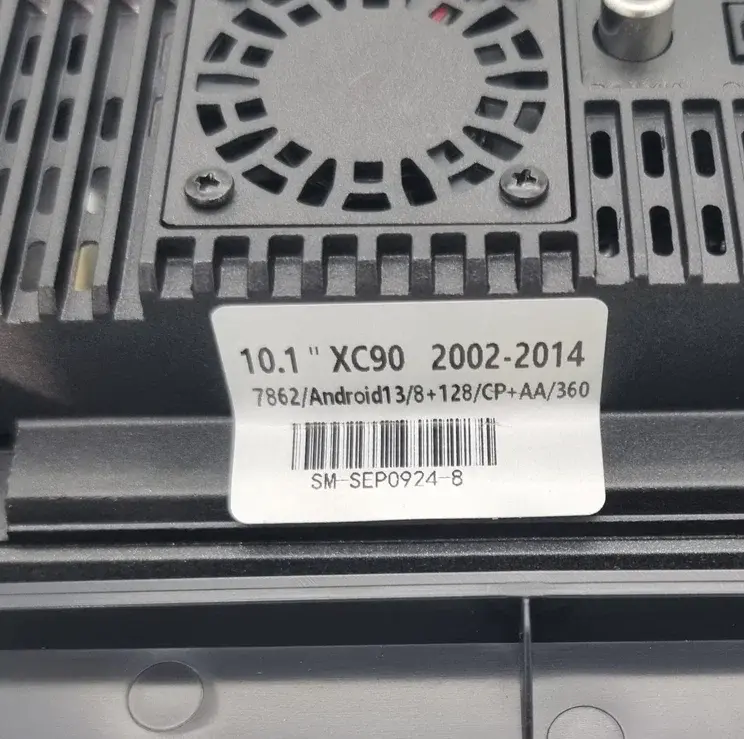 10.1 " XC90 2002-2014
7862/Android13/8+128/CP+AA/360
SM-SEP0924-8